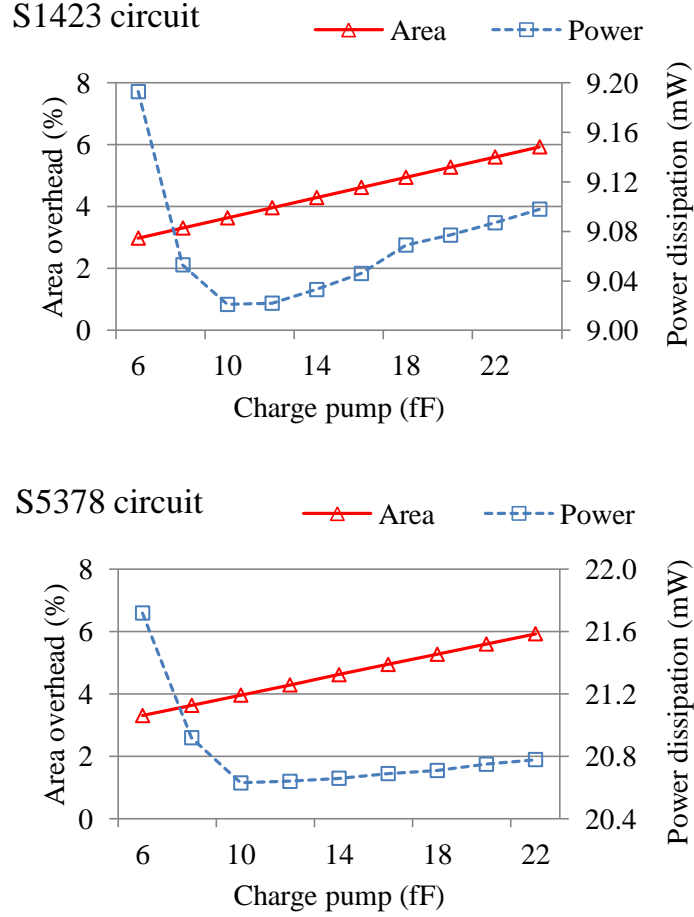 S1423 circuit
Area
Power
8
6
4
2
0
9.20
9.16
9.12
9.08
9.04
9.00
Area overhead (%)
Power dissipation (mW)
6 10 14 18 22
Charge pump (fF)
S5378 circuit
Area
Power
8
6
4
2
0
22.0
21.6
21.2
20.8
20.4
Area overhead (%)
Power dissipation (mW)
6 10 14 18 22
Charge pump (fF)